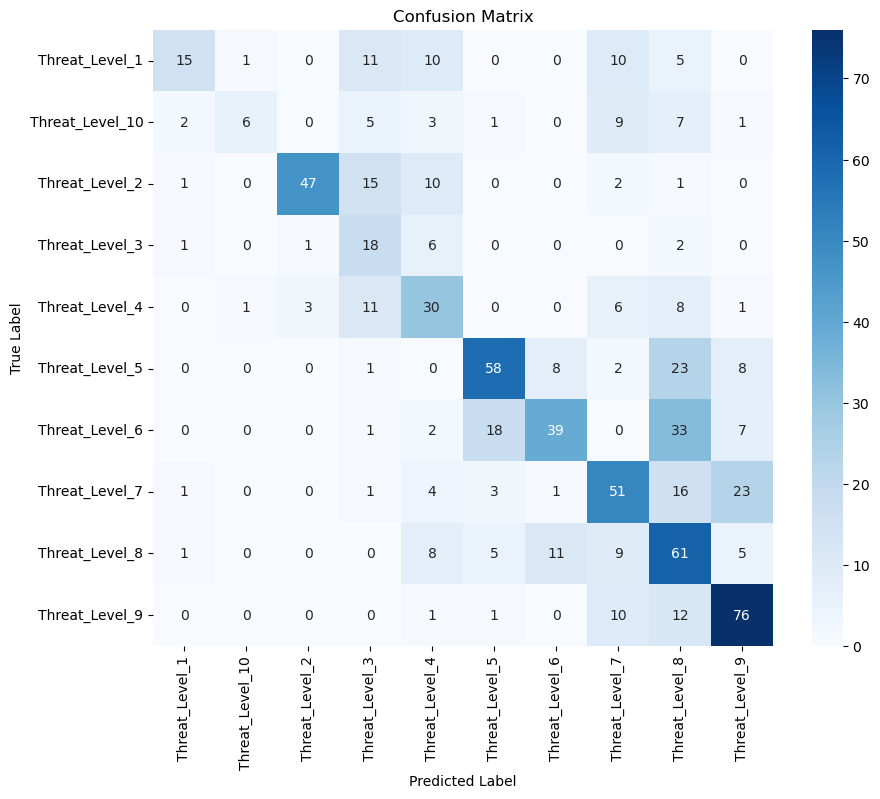 Confusion Matrix
Threat_Level_1 15 1 0 11 10 0 0 10 5 0
Threat_Level_10 2 6 0 5 3 1 0 9 7 1
Threat_Level_2 1 0 47 15 10 0 0 2 1 0
Threat_Level_3 1 0 1 18 6 0 0 0 2 0
Threat_Level_4 0 1 3 11 30 0 0 6 8 1
Threat_Level_5 0 0 0 1 0 58 8 2 23 8
Threat_Level_6 0 0 0 1 2 18 39 0 33 7
Threat_Level_7 1 0 0 1 4 3 1 51 16 23
Threat_Level_8 1 0 0 0 8 5 11 9 61 5
Threat_Level_9 0 0 0 0 1 1 0 10 12 76
True Label
Threat_Level_1
Threat_Level_10
Threat_Level_2
Threat_Level_3
Threat_Level_4
Threat_Level_5
Threat_Level_6
Threat_Level_7
Threat_Level_8
Threat_Level_9
Predicted Label
70
60
50
40
30
20
10
0